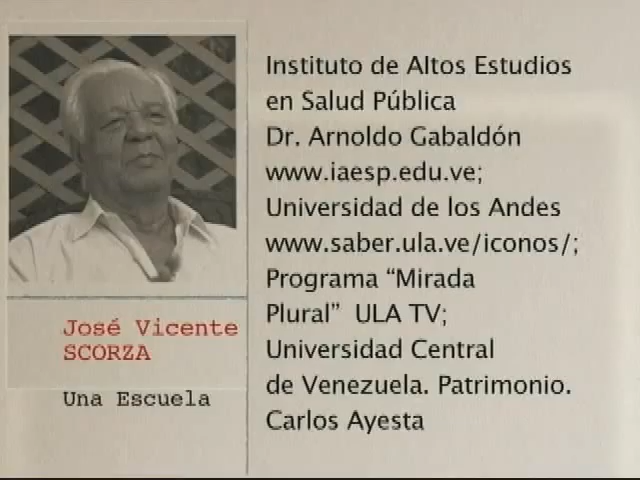 José Vicente
SCORZA
Una Escuela
Instituto de Altos Estudios
en Salud Pública
Dr. Arnoldo Gabaldón
www.iaesp.edu.ve;
Universidad de los Andes
www.saber.ula.ve/iconos/;
Programa “Mirada
Plural” ULA TV;
Universidad Central
de Venezuela. Patrimonio.
Carlos Ayesta